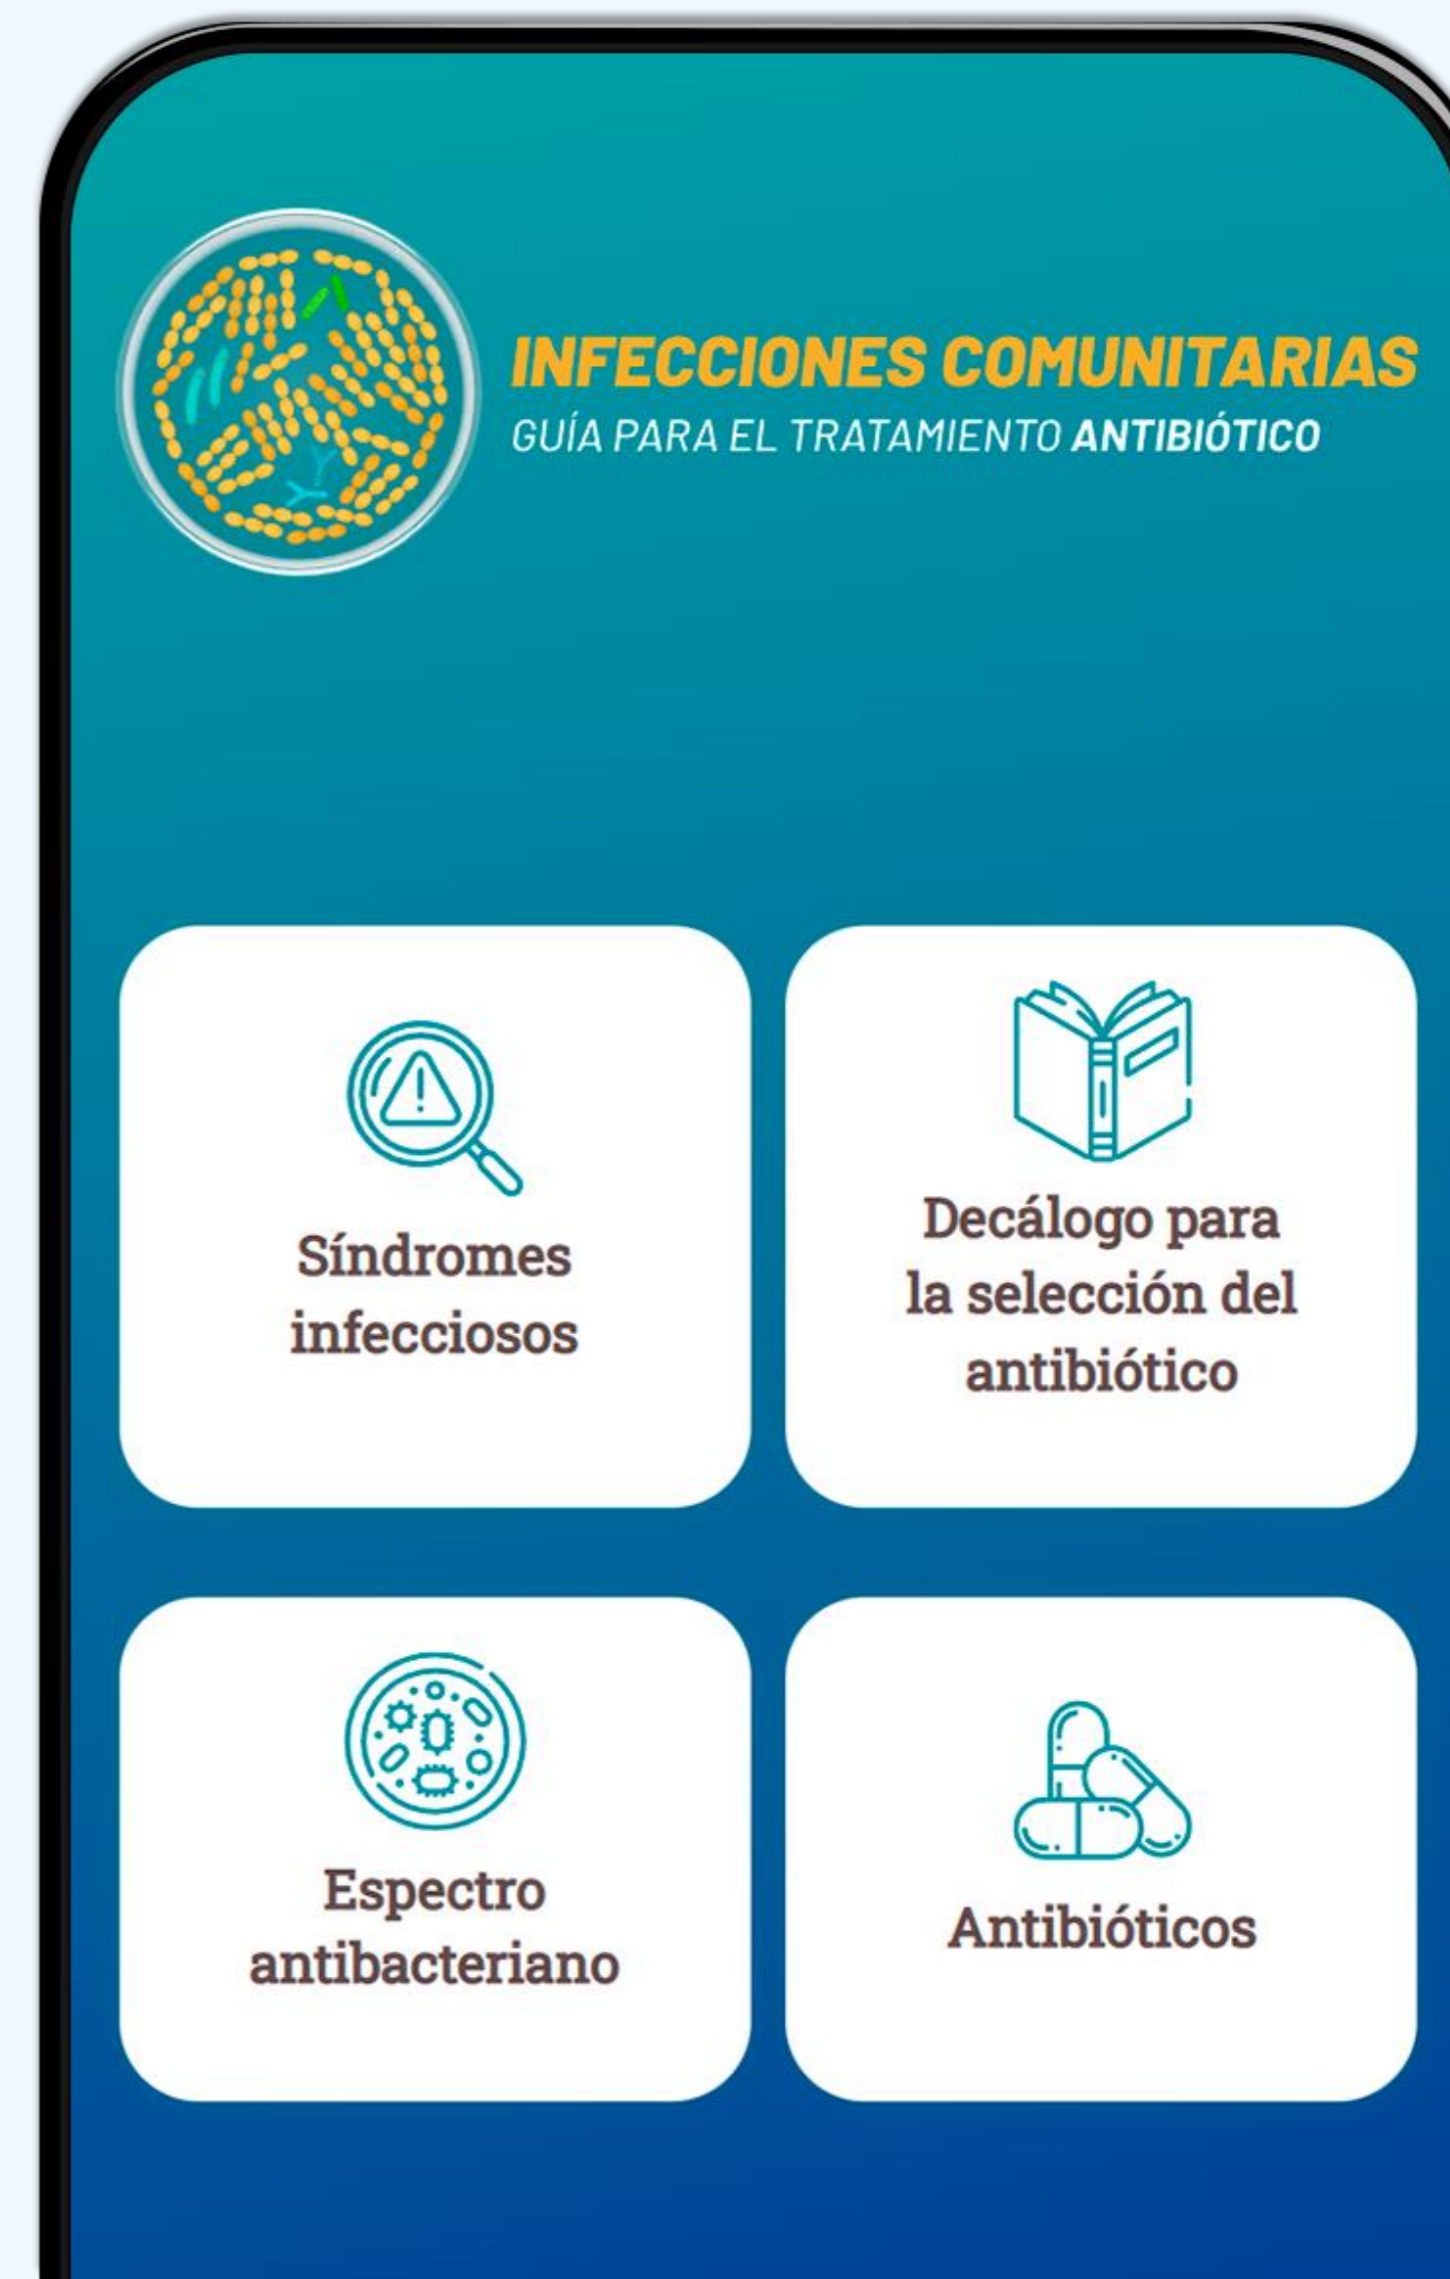 INFECCIONES COMUNITARIAS
GUÍA PARA EL TRATAMIENTO ANTIBIÓTICO
Síndromes
infecciosos
Decálogo para
la selección del
antibiótico
Espectro
antibacteriano
Antibióticos